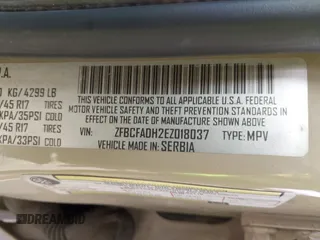 .A.
KG/4299 LB
THIS VEHICLE CONFORMS TO ALL APPLICABLE U.S.A. FEDERAL
MOTOR VEHICLE SAFETY AND THEFT PREVENTION STANDARDS
IN EFFECT ON THE DATE OF MANUFACTURE SHOWN ABOVE
/45 R17 TIRES
KPA/35PSI COLD
/45 R17 TIRES
KPA/33PSI COLD
VIN: ZFBCFADH2EZ018037 TYPE: MPV
VEHICLE MADE IN: SERBIA
DREAMBID